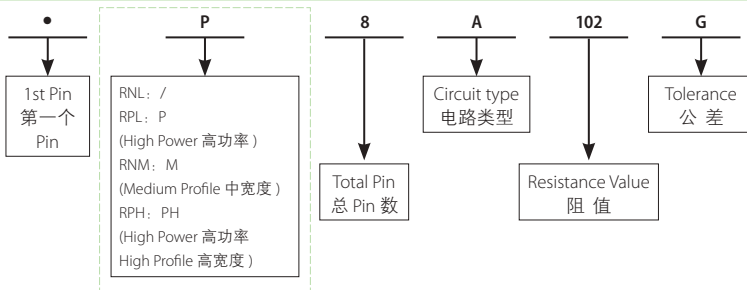 • P 8 A 102 G
1st Pin
第一个
Pin
RNL：/
RPL：P
(High Power 高功率 )
RNM：M
(Medium Profile 中宽度 )
RPH：PH
(High Power 高功率
High Profile 高宽度 )
Total Pin
总 Pin 数
Circuit type
电路类型
Resistance Value
阻 值
Tolerance
公 差